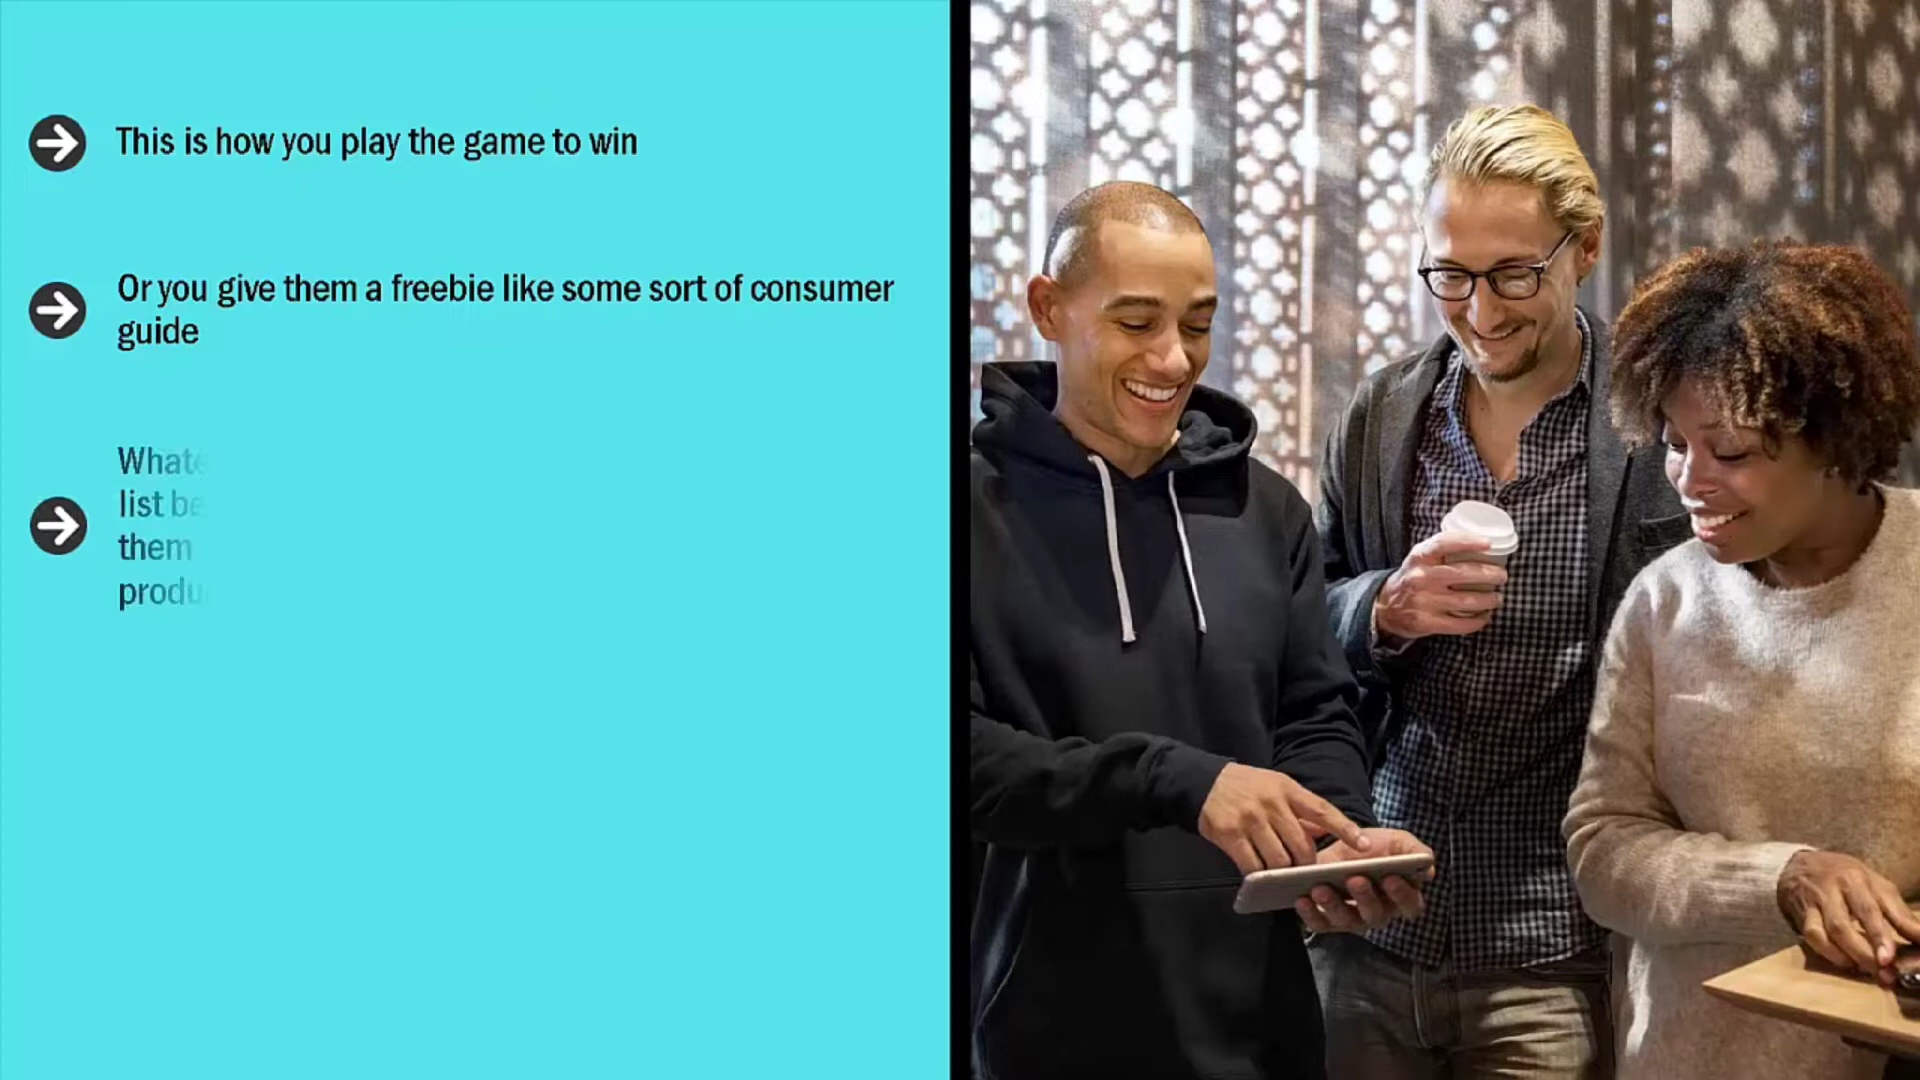 This is how you play the game to win
Or you give them a freebie like some sort of consumer
guide
list
them